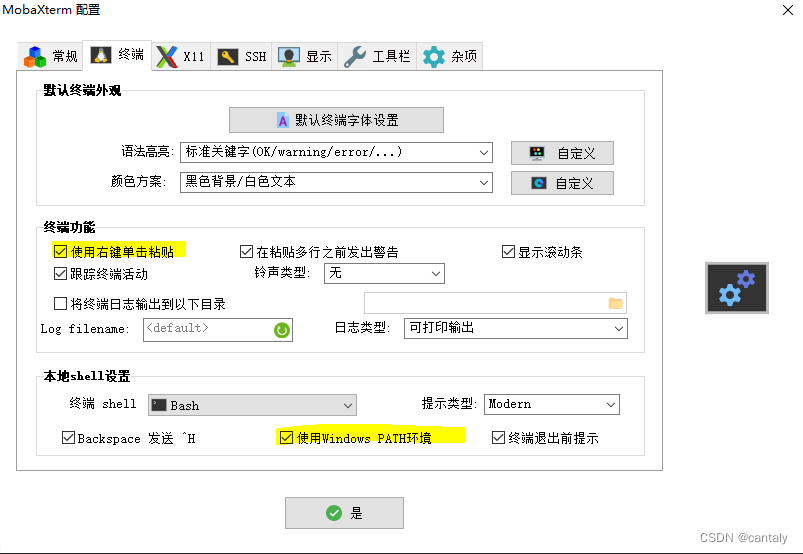 MobaXterm 配置
常规 终端 X11 SSH 显示 工具栏 杂项
默认终端外观
默认终端字体设置
语法高亮: 标准关键字(OK/warning/error/...) 自定义
颜色方案: 黑色背景/白色文本 自定义
终端功能
使用右键单击粘贴 在粘贴多行之前发出警告 显示滚动条
跟踪终端活动 铃声类型: 无
将终端日志输出到以下目录
Log filename: <default> 日志类型: 可打印输出
本地shell设置
终端 shell Bash 提示类型: Modern
Backspace 发送 ^H 使用Windows PATH环境 终端退出前提示
是
CSDN @cantaly